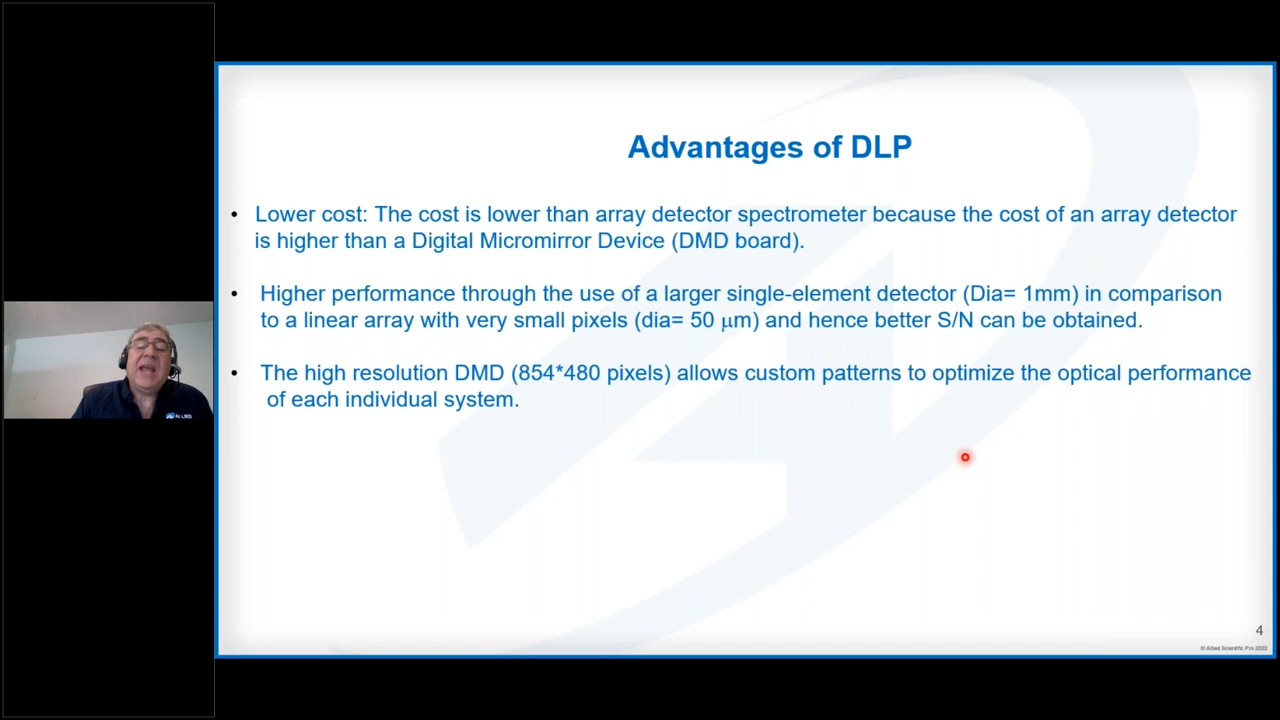 Advantages of DLP
• Lower cost: The cost is lower than array detector spectrometer because the cost of an array detector
is higher than a Digital Micromirror Device (DMD board).
• Higher performance through the use of a larger single-element detector (Dia= 1mm) in comparison
to a linear array with very small pixels (dia= 50 μm) and hence better S/N can be obtained.
• The high resolution DMD (854*480 pixels) allows custom patterns to optimize the optical performance
of each individual system.
4
© Allied Scientific Pro 2022